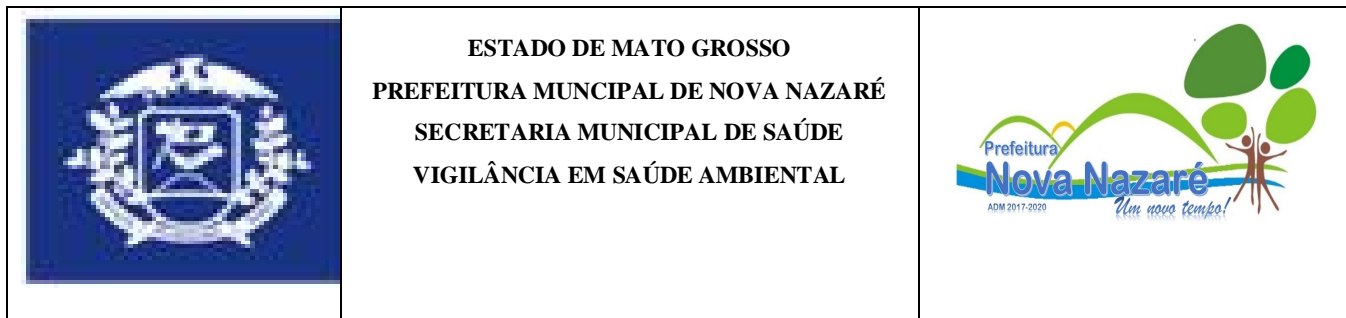 ESTADO DE MATO GROSSO
PREFEITURA MUNCIPAL DE NOVA NAZARÉ
SECRETARIA MUNICIPAL DE SAÚDE
VIGILÂNCIA EM SAÚDE AMBIENTAL
Prefeitura
Nova Nazaré
ADM 2017-2020
Um novo tempo!